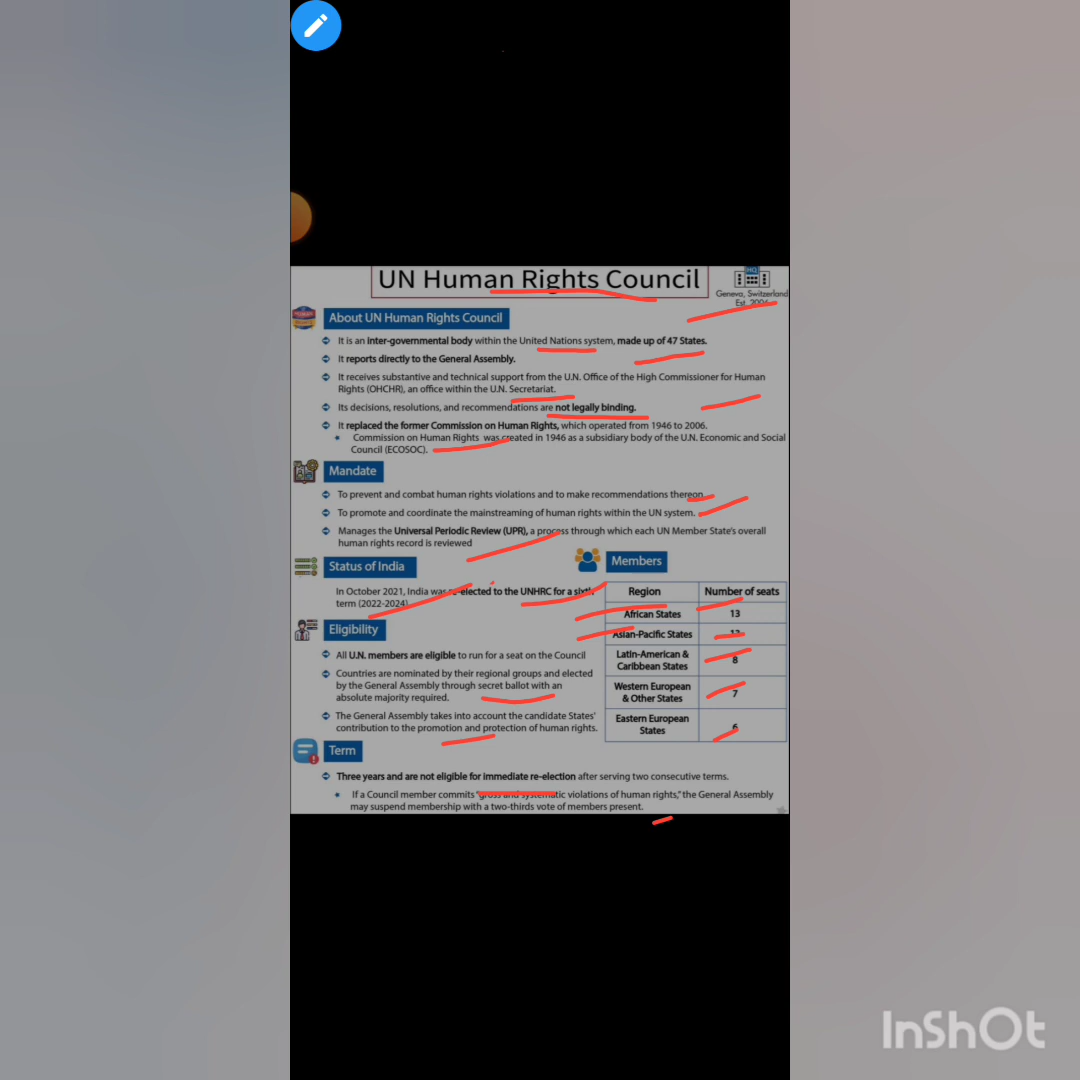 UN Human Rights Council
HQ
Geneva, Switzerland
Est. 2006
About UN Human Rights Council
It is an inter-governmental body within the United Nations system, made up of 47 States.
It reports directly to the General Assembly.
It receives substantive and technical support from the U.N. Office of the High Commissioner for Human
Rights (OHCHR), an office within the U.N. Secretariat.
Its decisions, resolutions, and recommendations are not legally binding.
It replaced the former Commission on Human Rights, which operated from 1946 to 2006.
Commission on Human Rights was created in 1946 as a subsidiary body of the U.N. Economic and Social
Council (ECOSOC).
Mandate
To prevent and combat human rights violations and to make recommendations thereon.
To promote and coordinate the mainstreaming of human rights within the UN system.
Manages the Universal Periodic Review (UPR), a process through which each UN Member State's overall
human rights record is reviewed
Status of India
In October 2021, India was re-elected to the UNHRC for a sixth
term (2022-2024)
Eligibility
All U.N. members are eligible to run for a seat on the Council
Countries are nominated by their regional groups and elected
by the General Assembly through secret ballot with an
absolute majority required.
The General Assembly takes into account the candidate States'
contribution to the promotion and protection of human rights.
Members
Region Number of seats
African States 13
Asian-Pacific States 13
Latin-American &
Caribbean States 8
Western European
& Other States 7
Eastern European
States 6
Term
Three years and are not eligible for immediate re-election after serving two consecutive terms.
If a Council member commits "gross and systematic violations of human rights," the General Assembly
may suspend membership with a two-thirds vote of members present.
InShOt